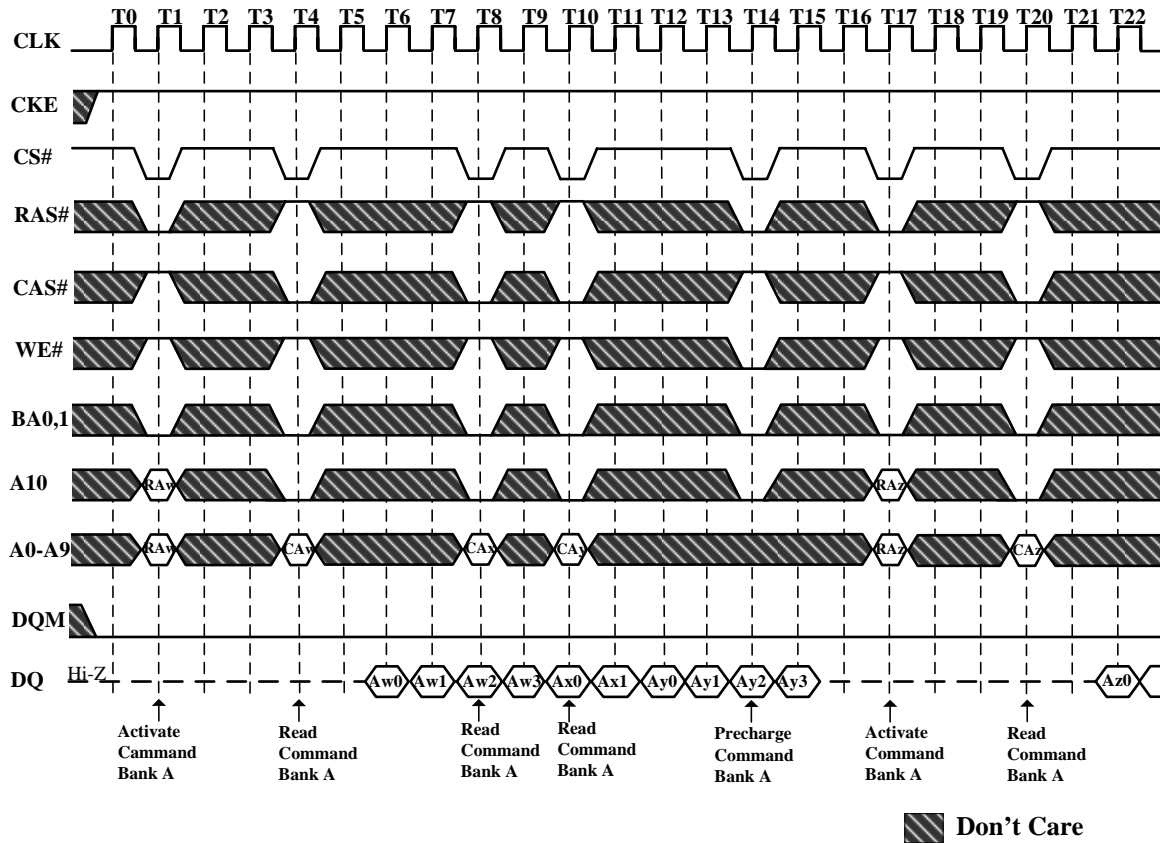 T0 T1 T2 T3 T4 T5 T6 T7 T8 T9 T10 T11 T12 T13 T14 T15 T16 T17 T18 T19 T20 T21 T22
CLK
CKE
CS#
RAS#
CAS#
WE#
BA0,1
A10 RAw RAz
A0-A9 RAw CAw CAx CAy RAz CAz
DQM
DQ Hi-Z Aw0 Aw1 Aw2 Aw3 Ax0 Ax1 Ay0 Ay1 Ay2 Ay3 Az0
Activate
Cammand
Bank A
Read
Command
Bank A
Read
Command
Bank A
Read
Command
Bank A
Precharge
Command
Bank A
Activate
Command
Bank A
Read
Command
Bank A
Don't Care